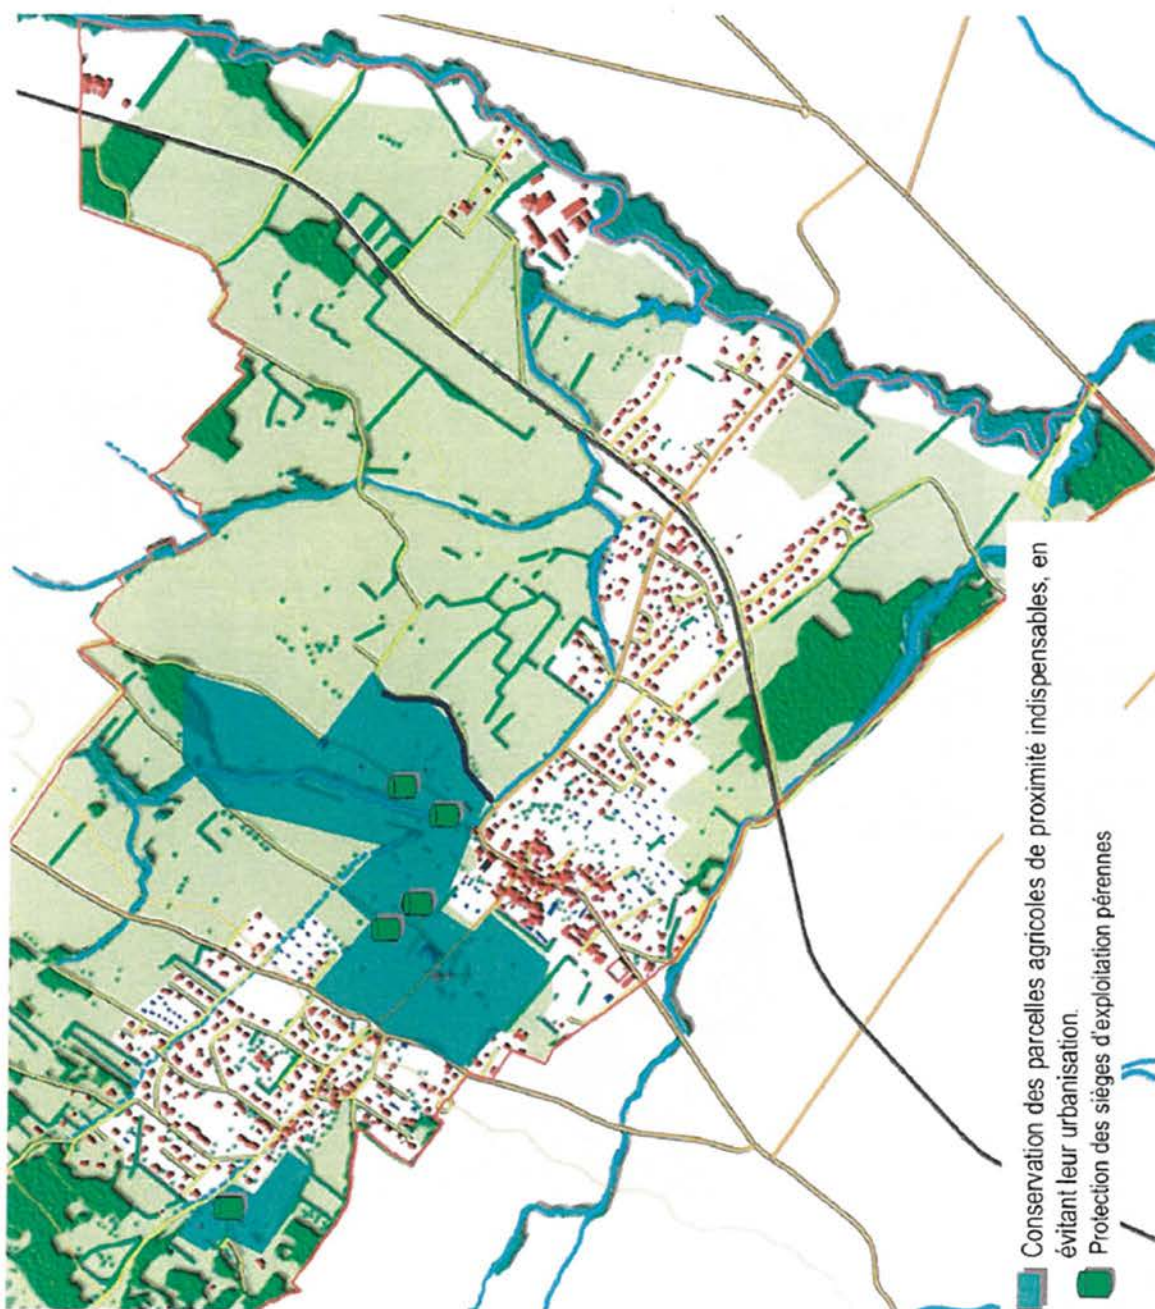 Conservation des parcelles agricoles de proximité indispensables, en
évitant leur urbanisation.
Protection des sièges d'exploitation pérennes